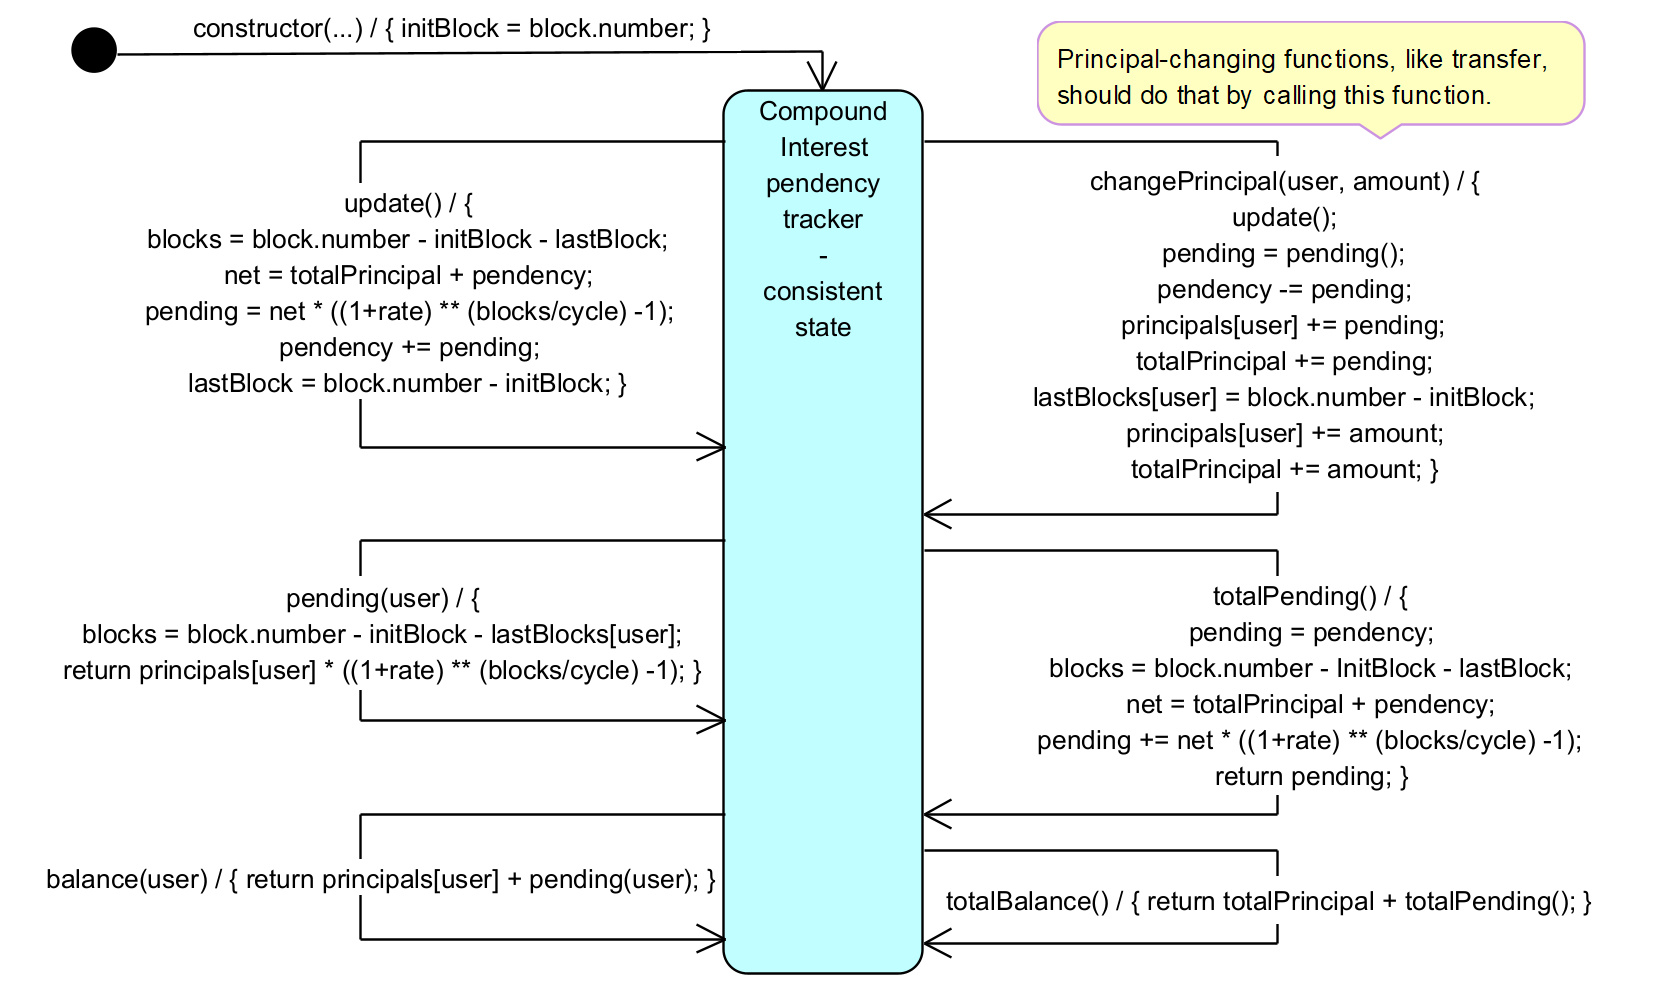 constructor(...) / { initBlock = block.number; }
Principal-changing functions, like transfer,
should do that by calling this function.
Compound
Interest
pendency
tracker
-
consistent
state
update() / {
blocks = block.number - initBlock - lastBlock;
net = totalPrincipal + pendency;
pending = net * ((1+rate) ** (blocks/cycle) -1);
pendency += pending;
lastBlock = block.number - initBlock; }
changePrincipal(user, amount) / {
update();
pending = pending();
pendency -= pending;
principals[user] += pending;
totalPrincipal += pending;
lastBlocks[user] = block.number - initBlock;
principals[user] += amount;
totalPrincipal += amount; }
pending(user) / {
blocks = block.number - initBlock - lastBlocks[user];
return principals[user] * ((1+rate) ** (blocks/cycle) -1); }
totalPending() / {
pending = pendency;
blocks = block.number - InitBlock - lastBlock;
net = totalPrincipal + pendency;
pending += net * ((1+rate) ** (blocks/cycle) -1);
return pending; }
balance(user) / { return principals[user] + pending(user); }
totalBalance() / { return totalPrincipal + totalPending(); }